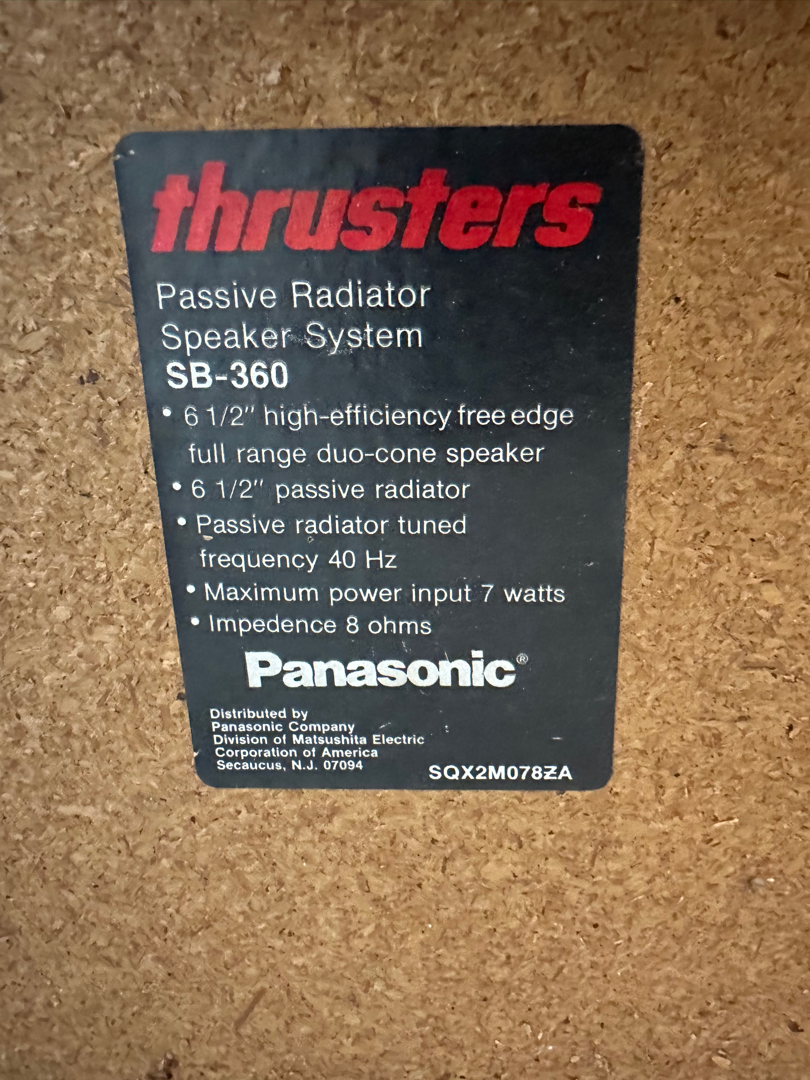 thrusters
Passive Radiator
Speaker System
SB-360
• 6 1/2" high-efficiency free edge
full range duo-cone speaker
• 6 1/2" passive radiator
• Passive radiator tuned
frequency 40 Hz
• Maximum power input 7 watts
• Impedence 8 ohms
Panasonic®
Distributed by
Panasonic Company
Division of Matsushita Electric
Corporation of America
Secaucus, N.J. 07094
SQX2M078ƵA